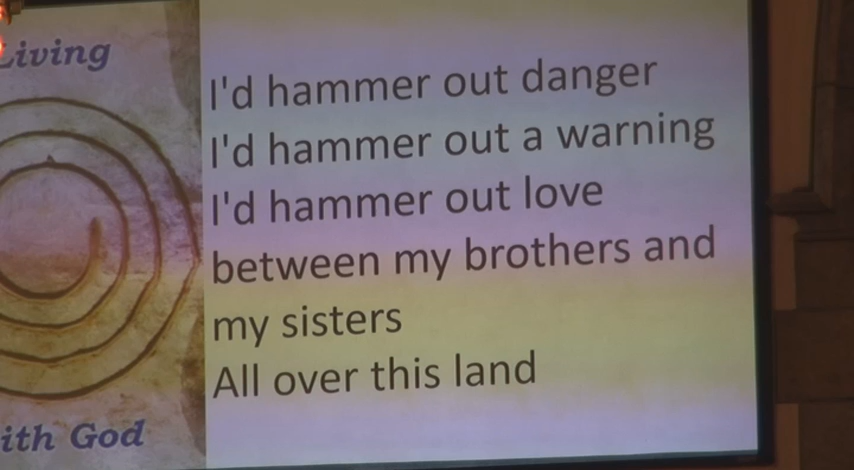 Living
I'd hammer out danger
I'd hammer out a warning
I'd hammer out love
between my brothers and
my sisters
All over this land
ith God